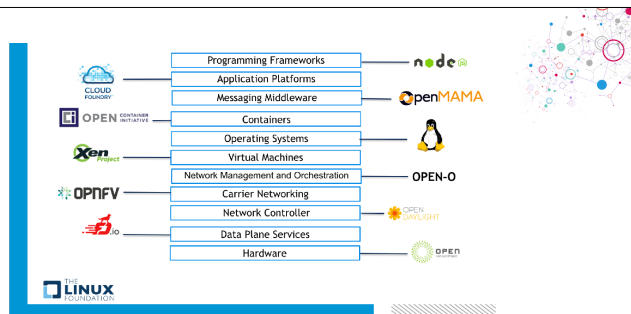 Programming Frameworks
node
CLOUD
FOUNDRY
Application Platforms
Messaging Middleware
OpenMAMA
OPEN CONTAINER
INITIATIVE
Containers
Operating Systems
Xen
Project
Virtual Machines
Network Management and Orchestration
OPEN-O
OPNFV
Carrier Networking
Network Controller
OPEN
DAYLIGHT
.io
Data Plane Services
Hardware
OPEN
THE
LINUX
FOUNDATION